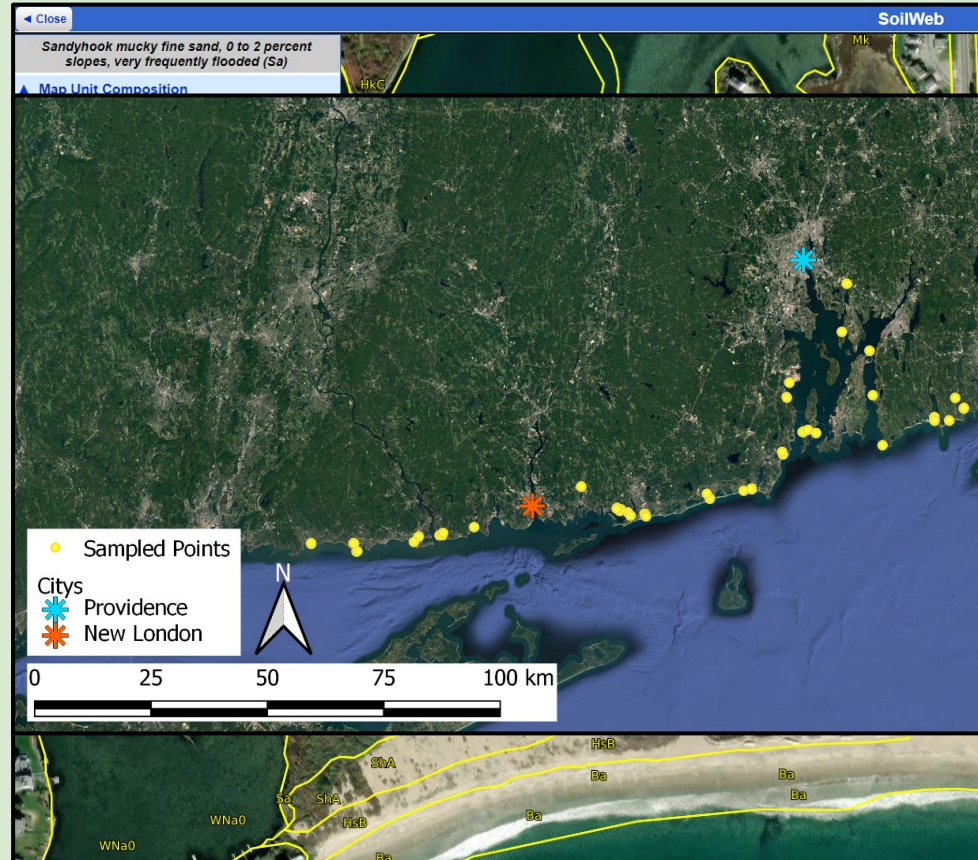 ◄ Close
SoilWeb
Sandyhook mucky fine sand, 0 to 2 percent
slopes, very frequently flooded (Sa)
▲ Map Unit Composition
HkC
Mk
Sampled Points
Citys
Providence
New London
N
0 25 50 75 100 km
HsB
ShA
Ba
Ba
Sa
ShA
Ba
WNa0
HsB
Ba
WNa0
Ba